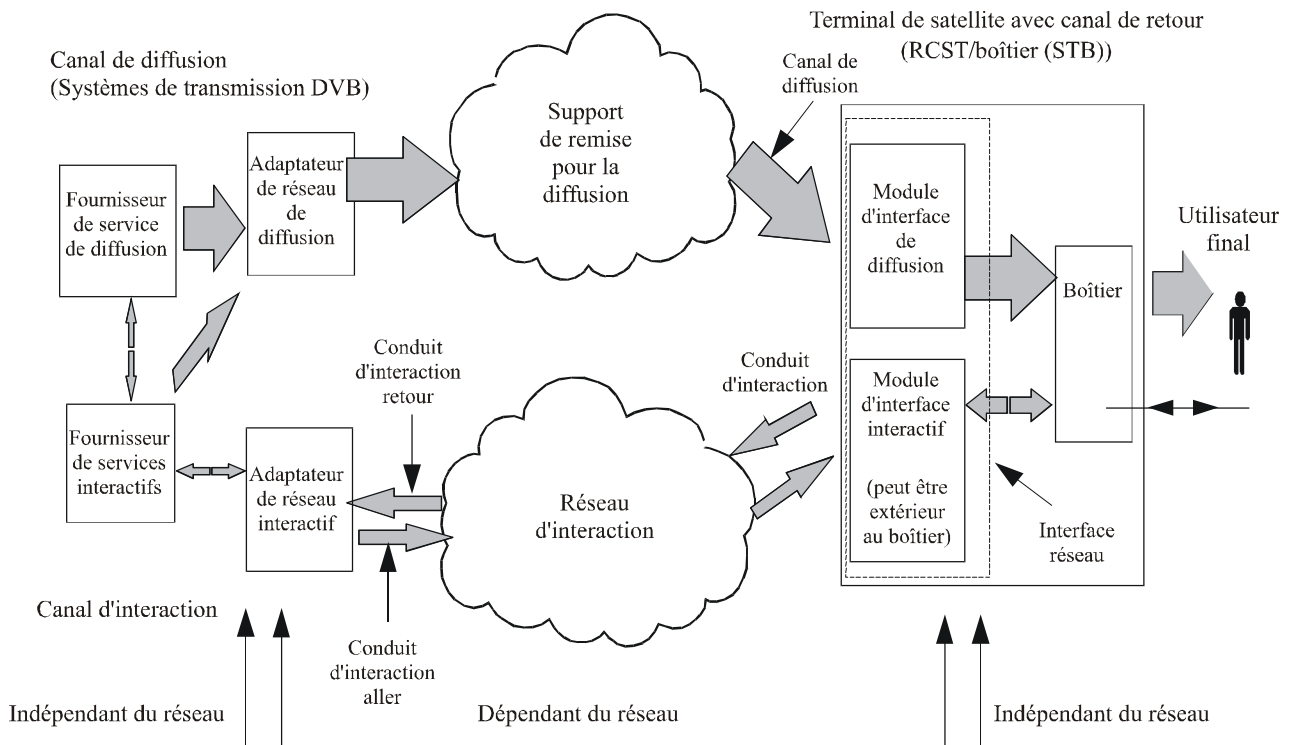 Terminal de satellite avec canal de retour
(RCST/boîtier (STB))
Canal de diffusion
(Systèmes de transmission DVB)
Canal de
diffusion
Support
de remise
pour la
diffusion
Adaptateur
de réseau
de
diffusion
Fournisseur
de service
de diffusion
Module
d'interface
de
diffusion
Utilisateur
final
Boîtier
Conduit
d'interaction
retour
Conduit
d'interaction
Module
d'interface
interactif
(peut être
extérieur
au boîtier)
Fournisseur
de services
interactifs
Adaptateur
de réseau
interactif
Réseau
d'interaction
Interface
réseau
Canal d'interaction
Conduit
d'interaction
aller
Indépendant du réseau
Dépendant du réseau
Indépendant du réseau